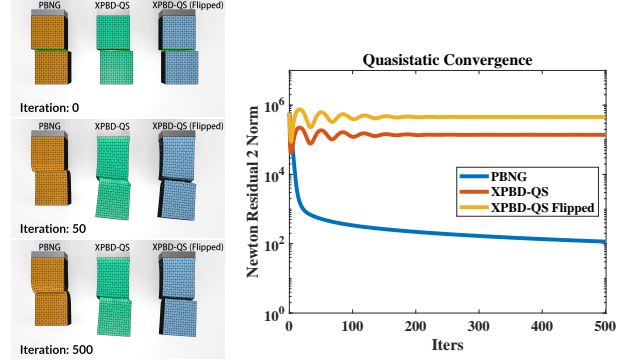 PBNG XPBD-QS XPBD-QS (Flipped)
Iteration: 0
PBNG XPBD-QS XPBD-QS (Flipped)
Iteration: 50
PBNG XPBD-QS XPBD-QS (Flipped)
Iteration: 500
Quasistatic Convergence
Newton Residual 2 Norm
10^6
10^4
10^2
10^0
PBNG
XPBD-QS
XPBD-QS Flipped
0 100 200 300 400 500
Iters